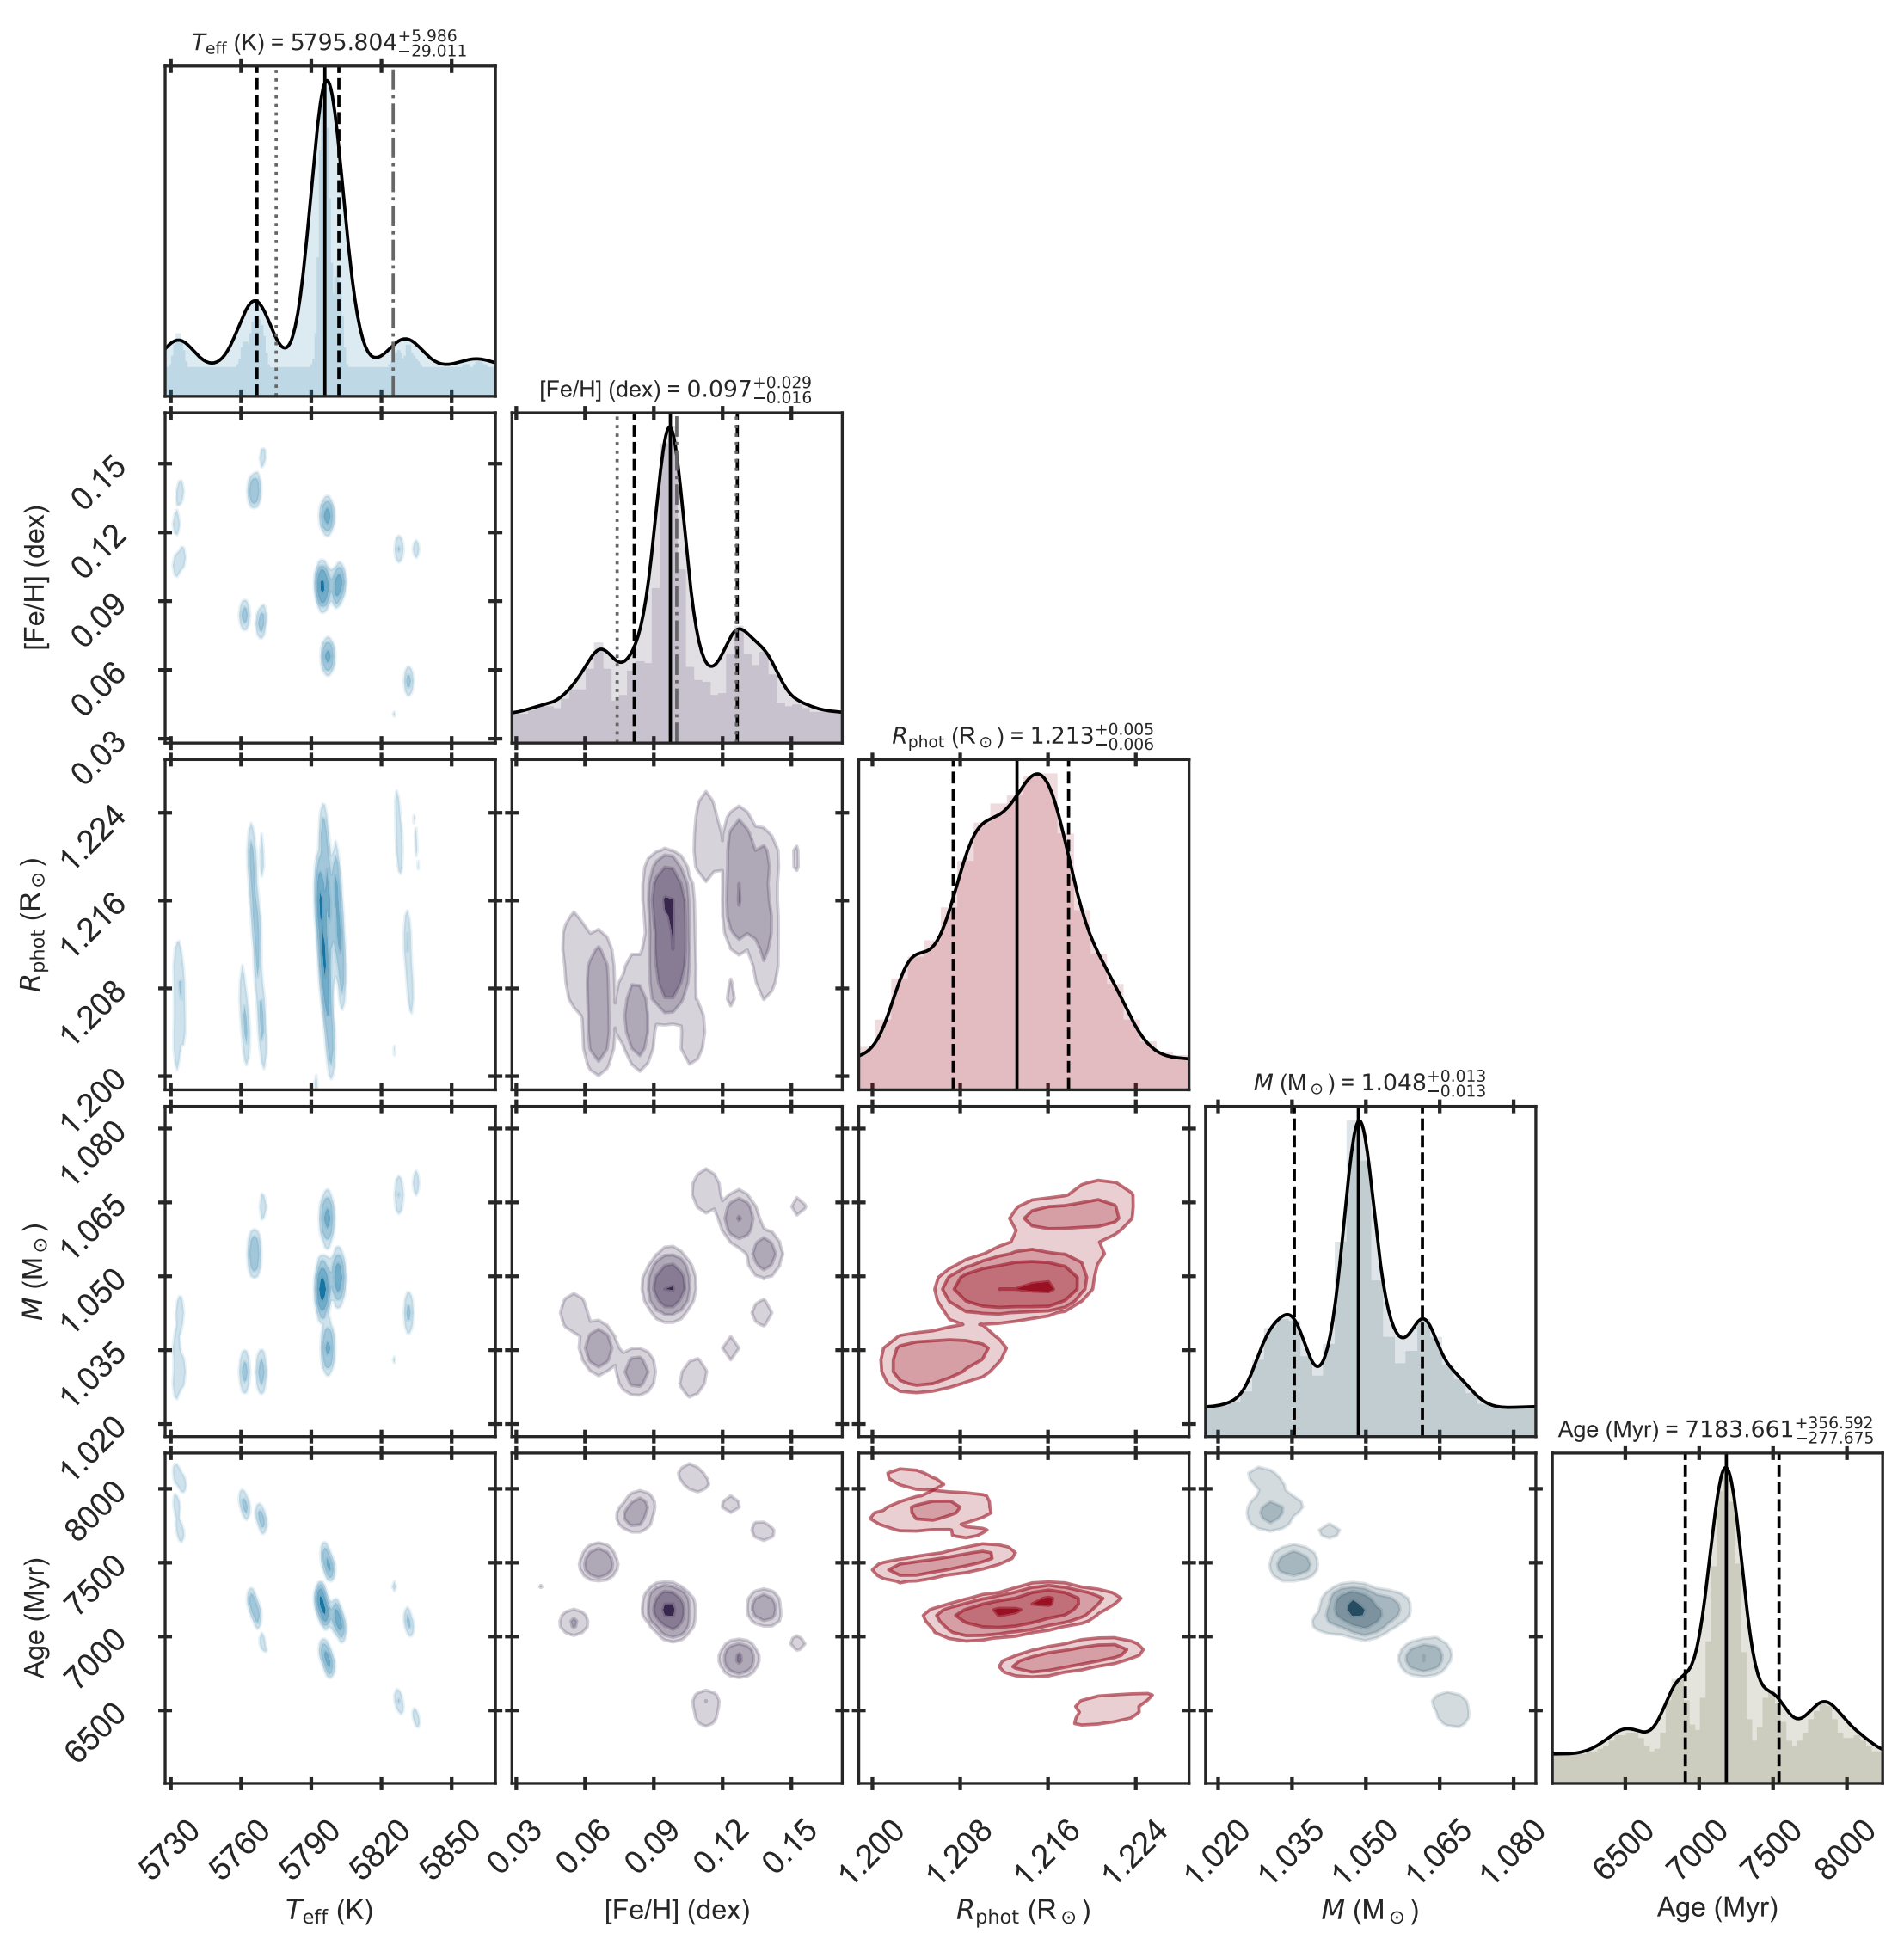 T_eff (K) = 5795.804 +5.986 −29.011
[Fe/H] (dex) = 0.097 +0.029 −0.016
0.15
0.12
0.09
0.06
0.03
[Fe/H] (dex)
R_phot (R⊙) = 1.213 +0.005 −0.006
1.224
1.216
1.208
1.200
R_phot (R⊙)
M (M⊙) = 1.048 +0.013 −0.013
1.080
1.065
1.050
1.035
1.020
M (M⊙)
Age (Myr) = 7183.661 +356.592 −277.675
8000
7500
7000
6500
Age (Myr)
5730 5760 5790 5820 5850 0.03 0.06 0.09 0.12 0.15 1.200 1.208 1.216 1.224 1.020 1.035 1.050 1.065 1.080 6500 7000 7500 8000
T_eff (K) [Fe/H] (dex) R_phot (R⊙) M (M⊙) Age (Myr)